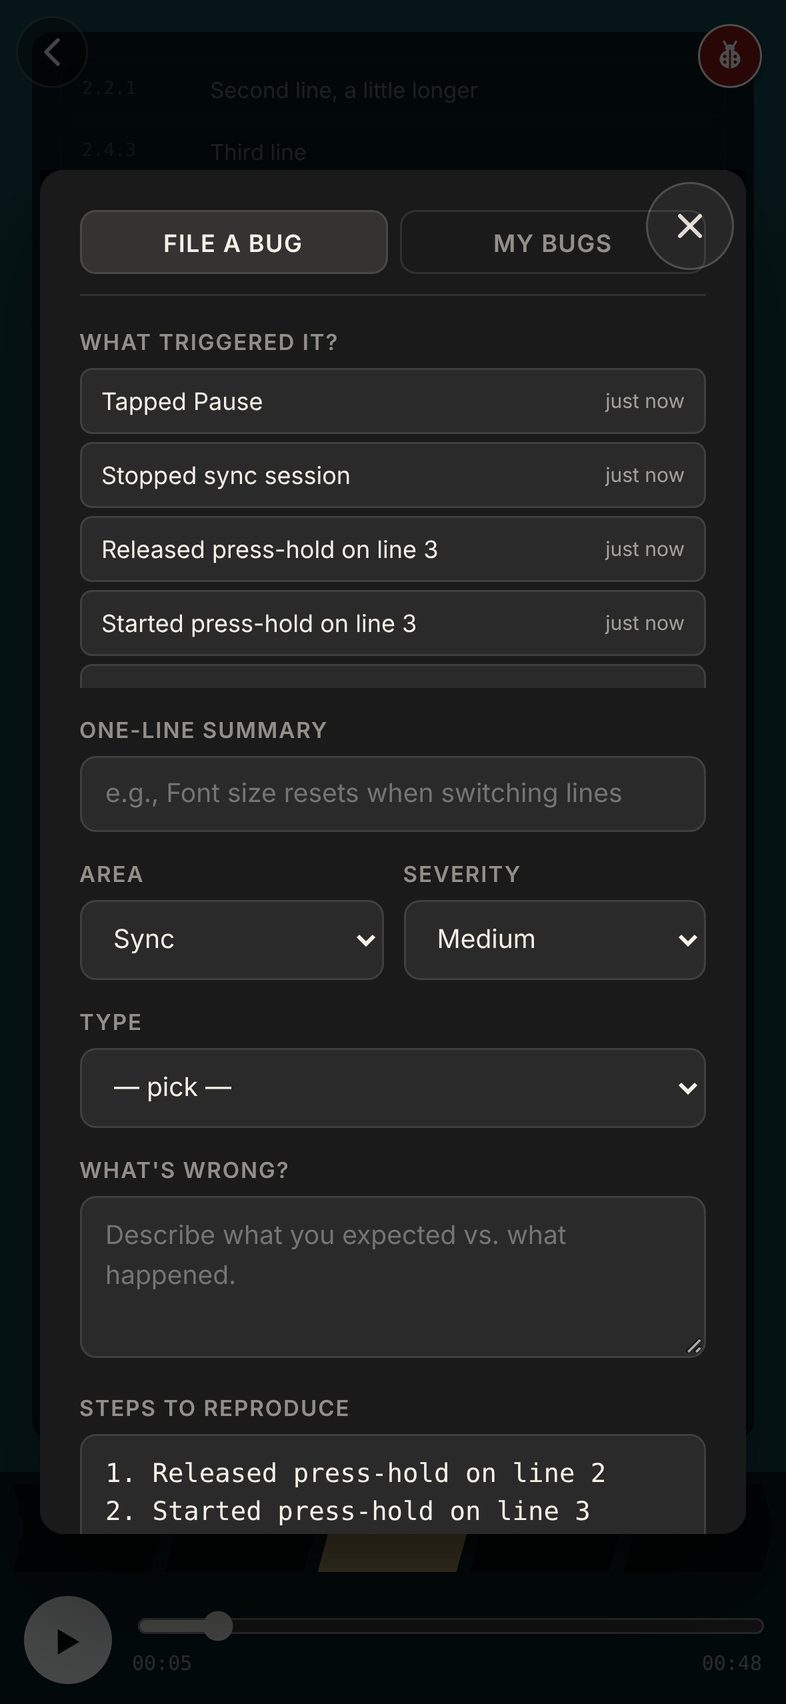 2.2.1 Second line, a little longer
2.4.3 Third line
FILE A BUG MY BUGS
WHAT TRIGGERED IT?
Tapped Pause just now
Stopped sync session just now
Released press-hold on line 3 just now
Started press-hold on line 3 just now
ONE-LINE SUMMARY
e.g., Font size resets when switching lines
AREA SEVERITY
Sync Medium
TYPE
— pick —
WHAT'S WRONG?
Describe what you expected vs. what
happened.
STEPS TO REPRODUCE
1. Released press-hold on line 2
2. Started press-hold on line 3
00:05 00:48